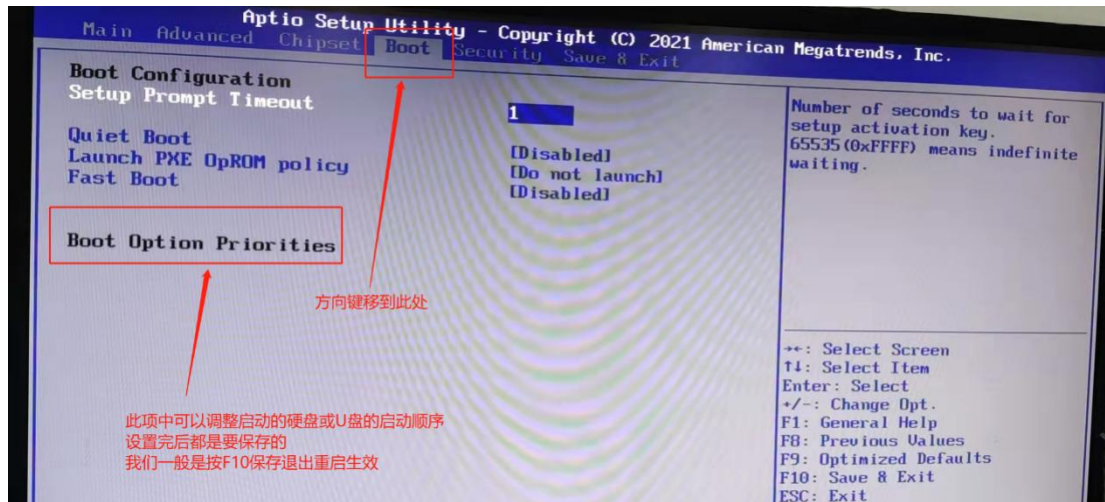 Aptio Setup Utility - Copyright (C) 2021 American Megatrends, Inc.
Main Advanced Chipset Boot Security Save & Exit
Boot Configuration
Setup Prompt Timeout 1
Quiet Boot [Disabled]
Launch PXE OpROM policy [Do not launch]
Fast Boot [Disabled]
Boot Option Priorities
Number of seconds to wait for
setup activation key.
65535(0xFFFF) means indefinite
waiting.
方向键移到此处
此项中可以调整启动的硬盘或U盘的启动顺序
设置完后都是要保存的
我们一般是按F10保存退出重启生效
→←: Select Screen
↑↓: Select Item
Enter: Select
+/-: Change Opt.
F1: General Help
F8: Previous Values
F9: Optimized Defaults
F10: Save & Exit
ESC: Exit